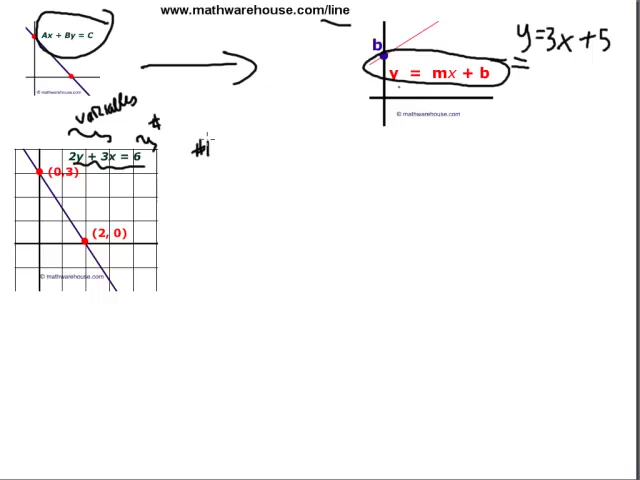 www.mathwarehouse.com/line
Ax + By = C
© mathwarehouse.com
b
y = mx + b
© mathwarehouse.com
= y=3x+5
variables
#
2y + 3x = 6
#1
(0,3)
(2, 0)
© mathwarehouse.com